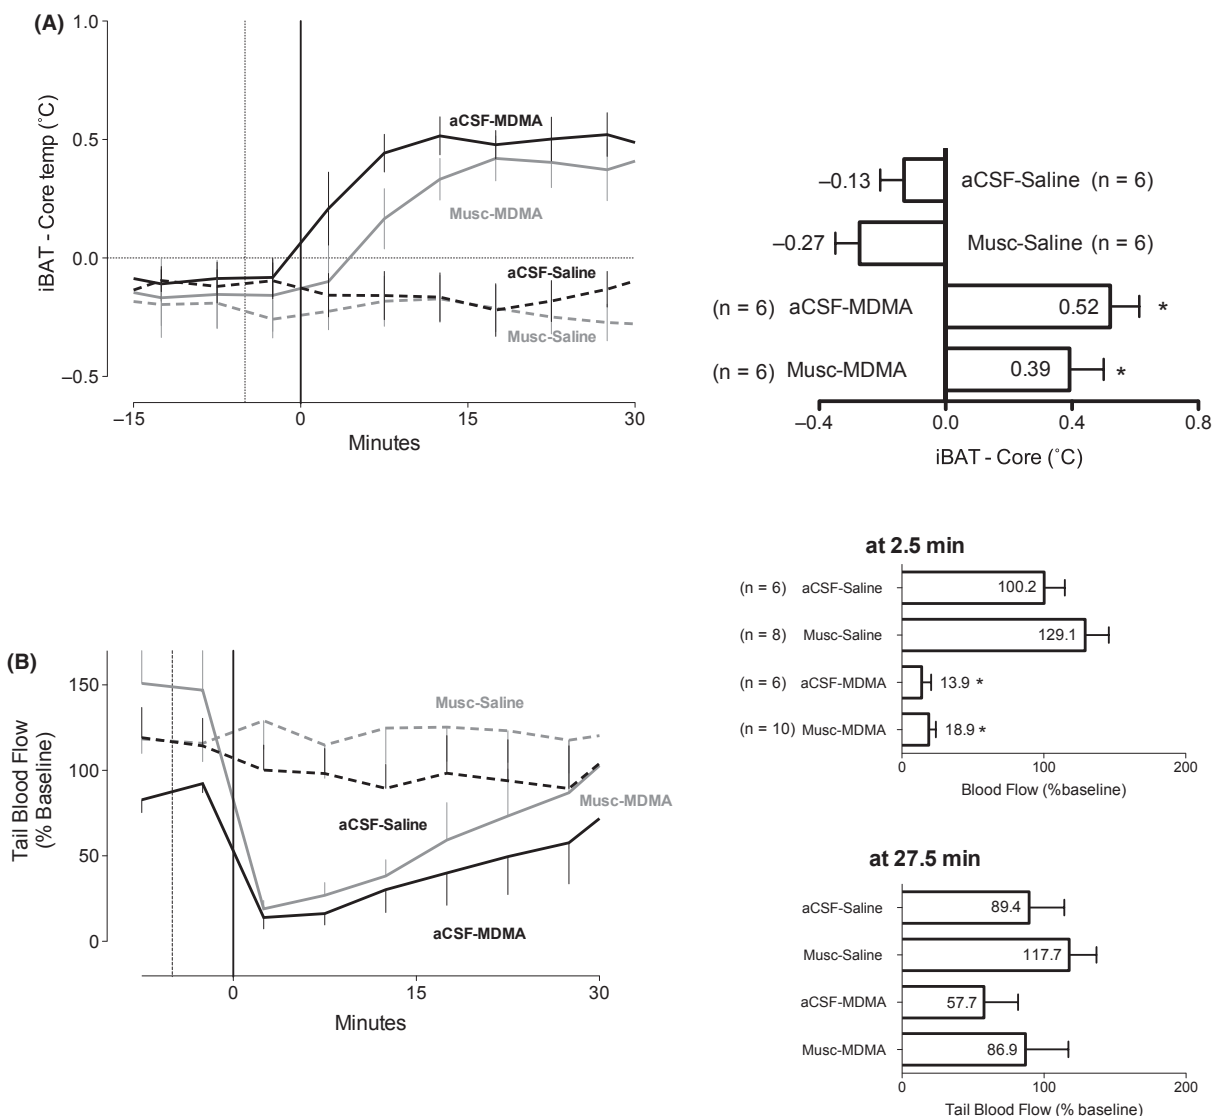 (A)
1.0
0.5
0.0
–0.5
iBAT - Core temp (˚C)
aCSF-MDMA
Musc-MDMA
aCSF-Saline
Musc-Saline
–15 0 15 30
Minutes
–0.13 aCSF-Saline (n = 6)
–0.27 Musc-Saline (n = 6)
(n = 6) aCSF-MDMA 0.52 *
(n = 6) Musc-MDMA 0.39 *
–0.4 0.0 0.4 0.8
iBAT - Core (˚C)
(B)
150
100
50
0
Tail Blood Flow
(% Baseline)
Musc-Saline
Musc-MDMA
aCSF-Saline
aCSF-MDMA
0 15 30
Minutes
at 2.5 min
(n = 6) aCSF-Saline 100.2
(n = 8) Musc-Saline 129.1
(n = 6) aCSF-MDMA 13.9 *
(n = 10) Musc-MDMA 18.9 *
0 100 200
Blood Flow (%baseline)
at 27.5 min
aCSF-Saline 89.4
Musc-Saline 117.7
aCSF-MDMA 57.7
Musc-MDMA 86.9
0 100 200
Tail Blood Flow (% baseline)